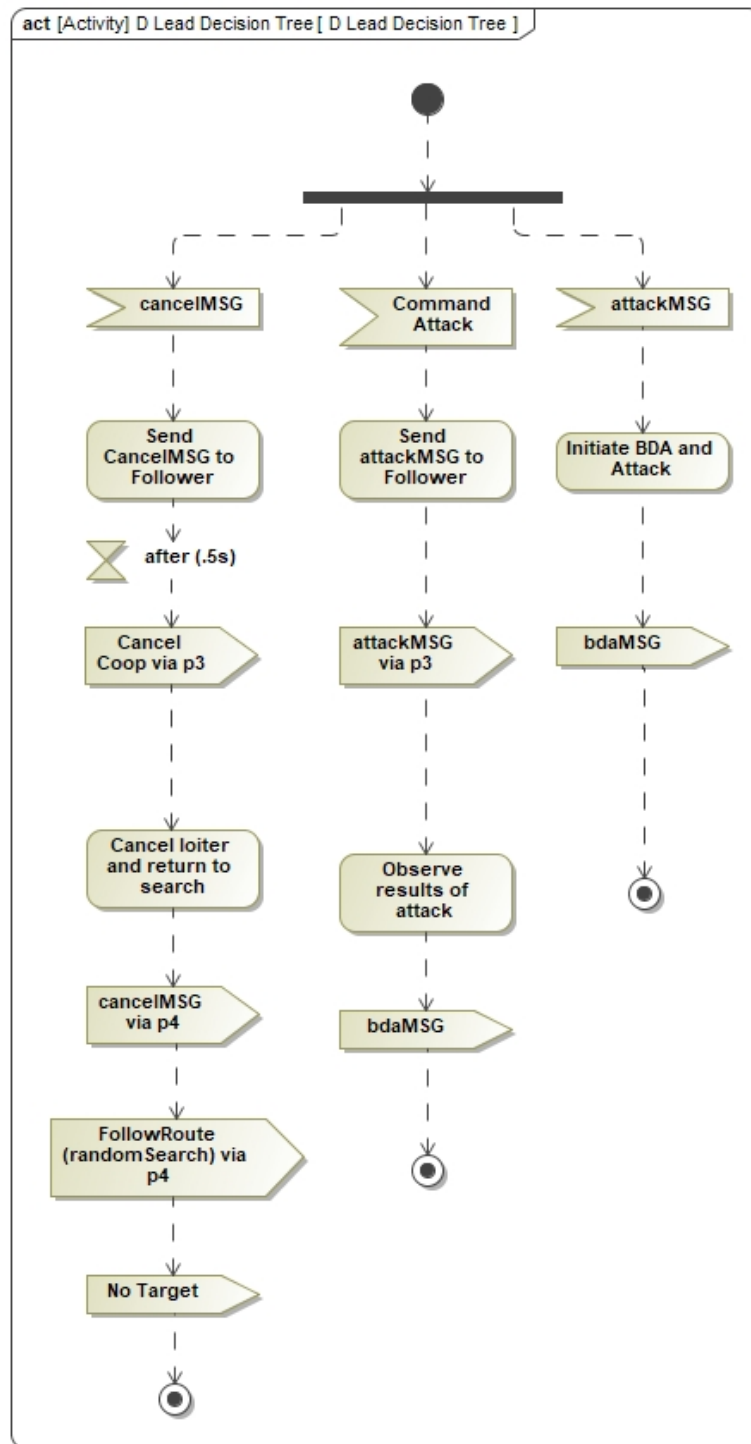 act [Activity] D Lead Decision Tree [ D Lead Decision Tree ]
cancelMSG
Send
CancelMSG to
Follower
after (.5s)
Cancel
Coop via p3
Cancel loiter
and return to
search
cancelMSG
via p4
FollowRoute
(randomSearch) via
p4
No Target
Command
Attack
Send
attackMSG to
Follower
attackMSG
via p3
Observe
results of
attack
bdaMSG
attackMSG
Initiate BDA and
Attack
bdaMSG